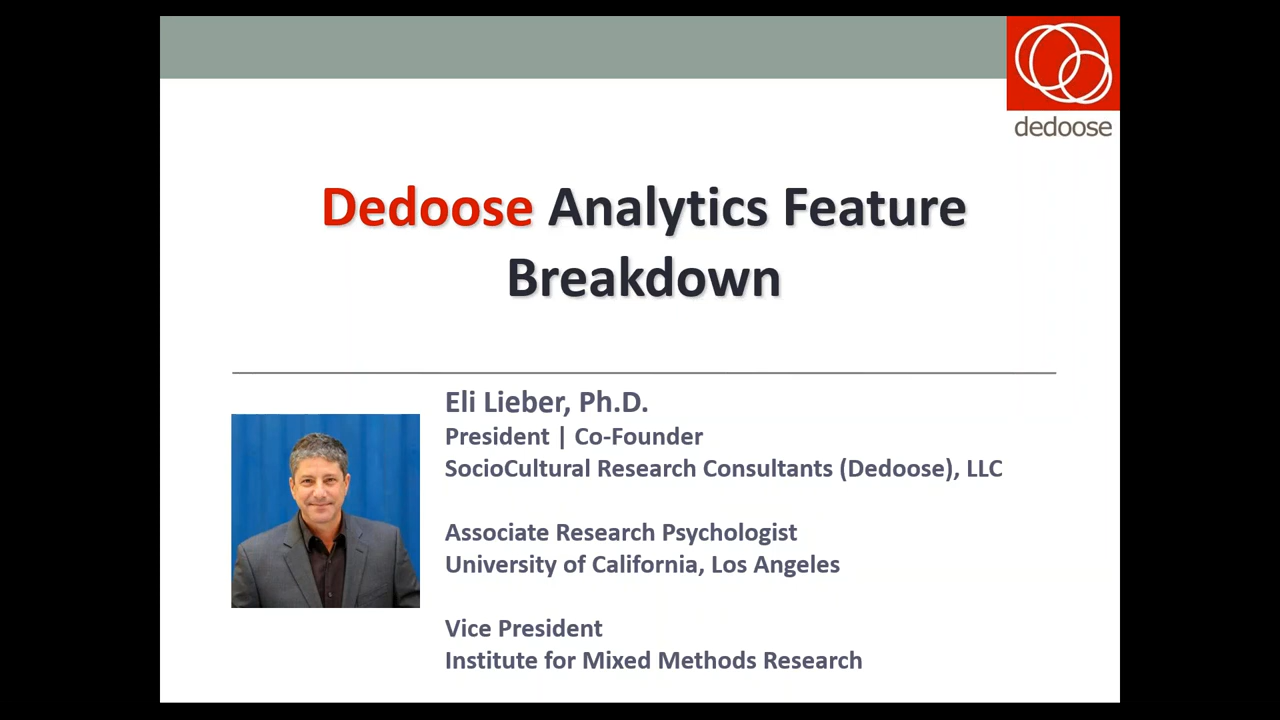 dedoose
Dedoose Analytics Feature
Breakdown
Eli Lieber, Ph.D.
President | Co-Founder
SocioCultural Research Consultants (Dedoose), LLC
Associate Research Psychologist
University of California, Los Angeles
Vice President
Institute for Mixed Methods Research